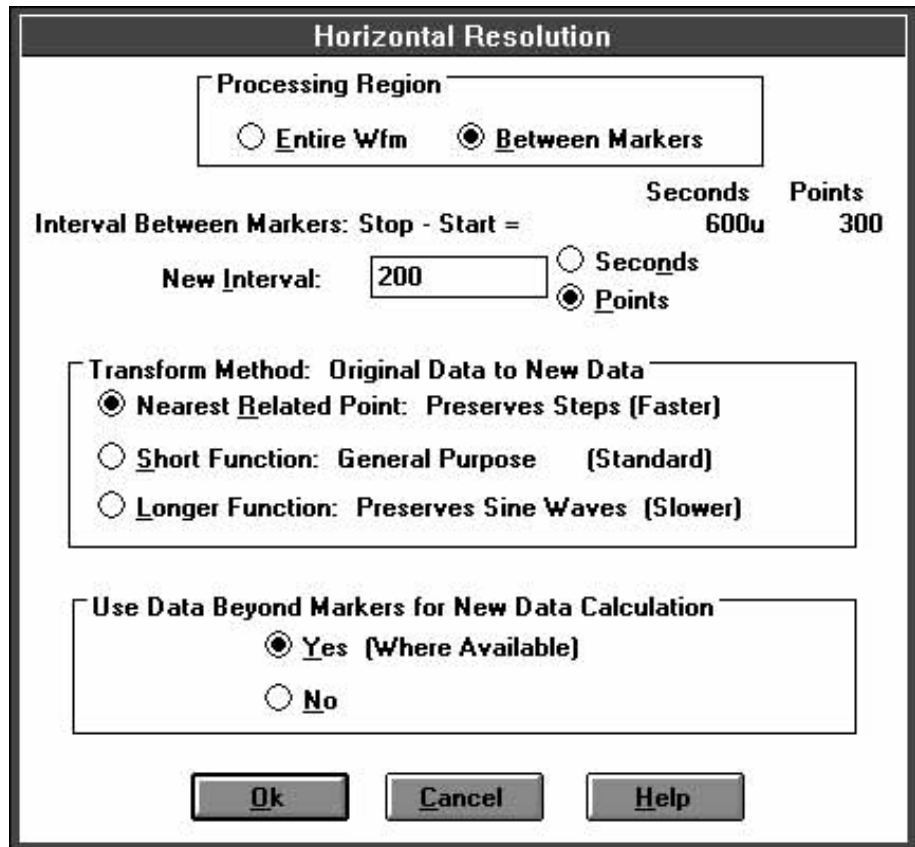 Horizontal Resolution
Processing Region
Entire Wfm Between Markers
Seconds Points
Interval Between Markers: Stop - Start = 600u 300
New Interval: 200 Seconds
Points
Transform Method: Original Data to New Data
Nearest Related Point: Preserves Steps (Faster)
Short Function: General Purpose (Standard)
Longer Function: Preserves Sine Waves (Slower)
Use Data Beyond Markers for New Data Calculation
Yes (Where Available)
No
Ok Cancel Help